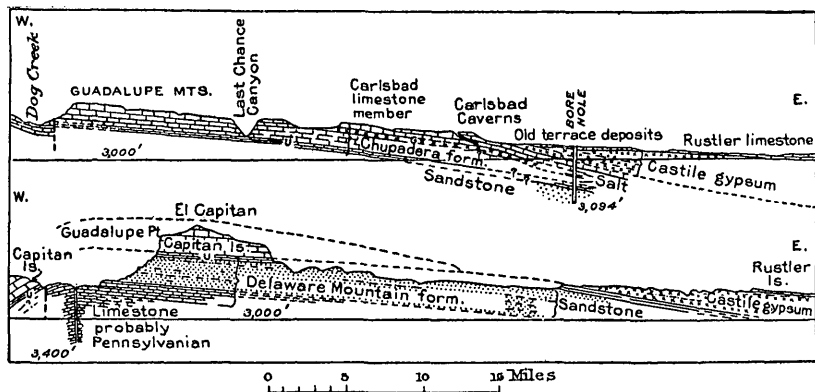 W.
Dog Creek
GUADALUPE MTS.
Last Chance
Canyon
Carlsbad
limestone
member
Carlsbad
Caverns
BORE
HOLE
E.
Old terrace deposits
Rustler limestone
3,000'
Chupadera form.
Sandstone
Salt
Castile gypsum
3,094'
W.
El Capitan
Guadalupe Pt.
Capitan
ls.
Capitan ls.
E.
Rustler
ls.
Delaware Mountain form.
Sandstone
Castile gypsum
Limestone
probably
Pennsylvanian
3,000'
3,400'
0 5 10 15 Miles